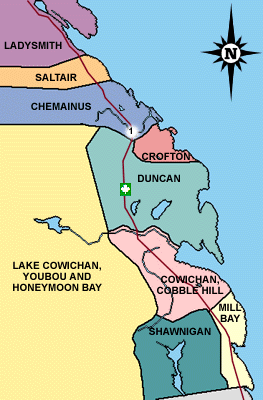 N
LADYSMITH
SALTAIR
CHEMAINUS
1
CROFTON
DUNCAN
LAKE COWICHAN,
YOUBOU AND
HONEYMOON BAY
COWICHAN,
COBBLE HILL
MILL
BAY
SHAWNIGAN